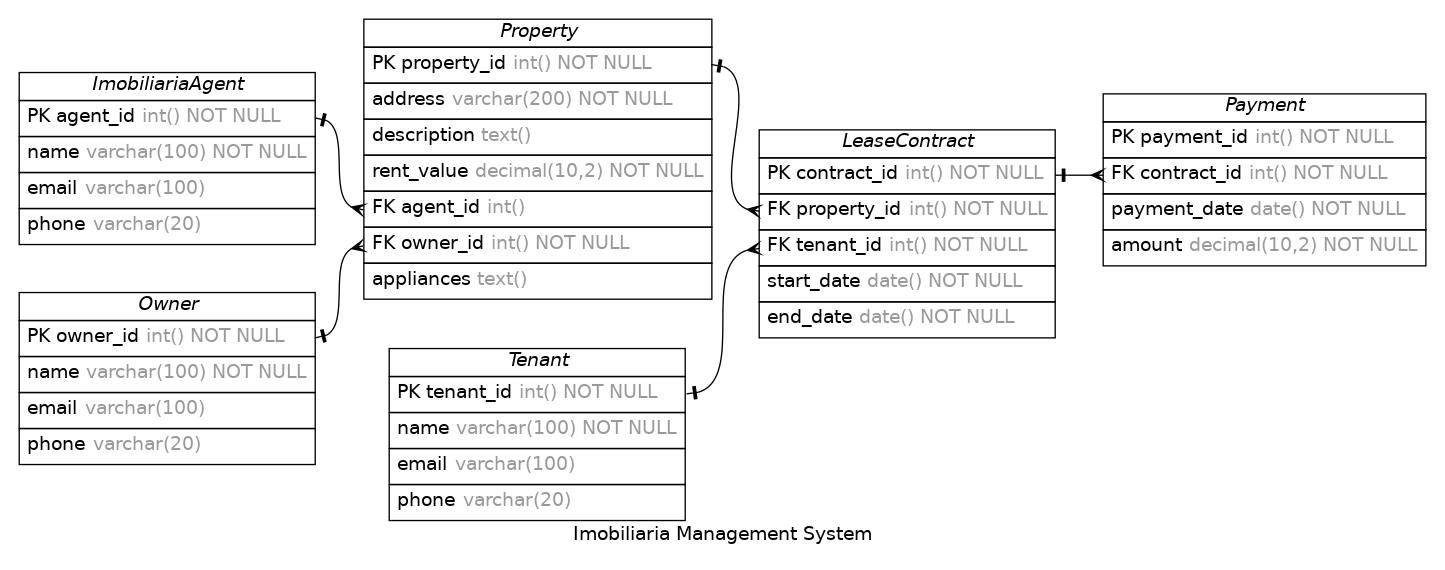 ImobiliariaAgent
PK agent_id int() NOT NULL
name varchar(100) NOT NULL
email varchar(100)
phone varchar(20)
Owner
PK owner_id int() NOT NULL
name varchar(100) NOT NULL
email varchar(100)
phone varchar(20)
Property
PK property_id int() NOT NULL
address varchar(200) NOT NULL
description text()
rent_value decimal(10,2) NOT NULL
FK agent_id int()
FK owner_id int() NOT NULL
appliances text()
Tenant
PK tenant_id int() NOT NULL
name varchar(100) NOT NULL
email varchar(100)
phone varchar(20)
LeaseContract
PK contract_id int() NOT NULL
FK property_id int() NOT NULL
FK tenant_id int() NOT NULL
start_date date() NOT NULL
end_date date() NOT NULL
Payment
PK payment_id int() NOT NULL
FK contract_id int() NOT NULL
payment_date date() NOT NULL
amount decimal(10,2) NOT NULL
Imobiliaria Management System